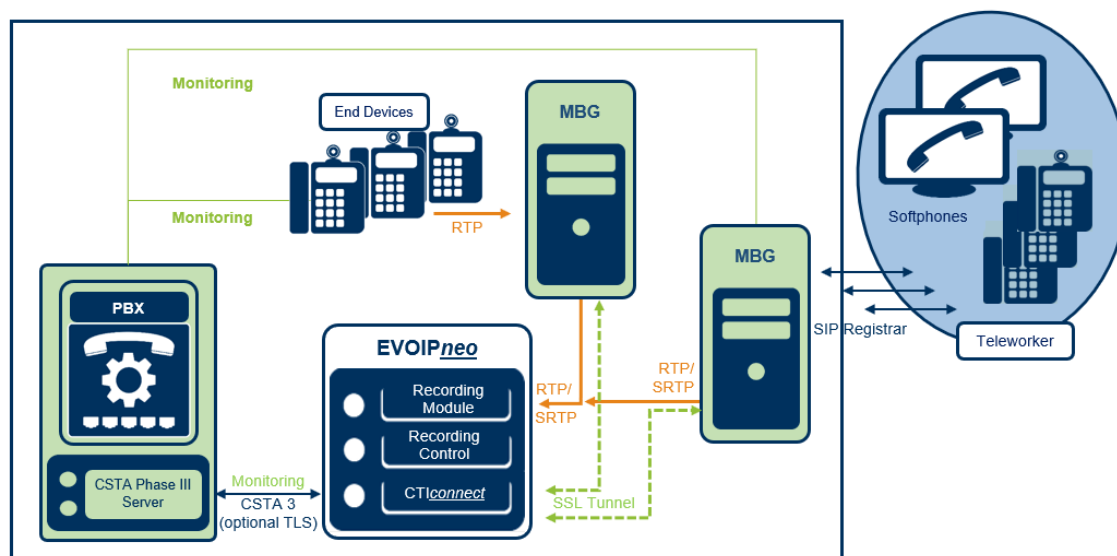 Monitoring
End Devices
MBG
Monitoring
RTP
MBG
Softphones
PBX
SIP Registrar
Teleworker
EVOIPneo
RTP/
SRTP
RTP/
SRTP
Recording
Module
Recording
Control
CTIconnect
CSTA Phase III
Server
Monitoring
CSTA 3
(optional TLS)
SSL Tunnel